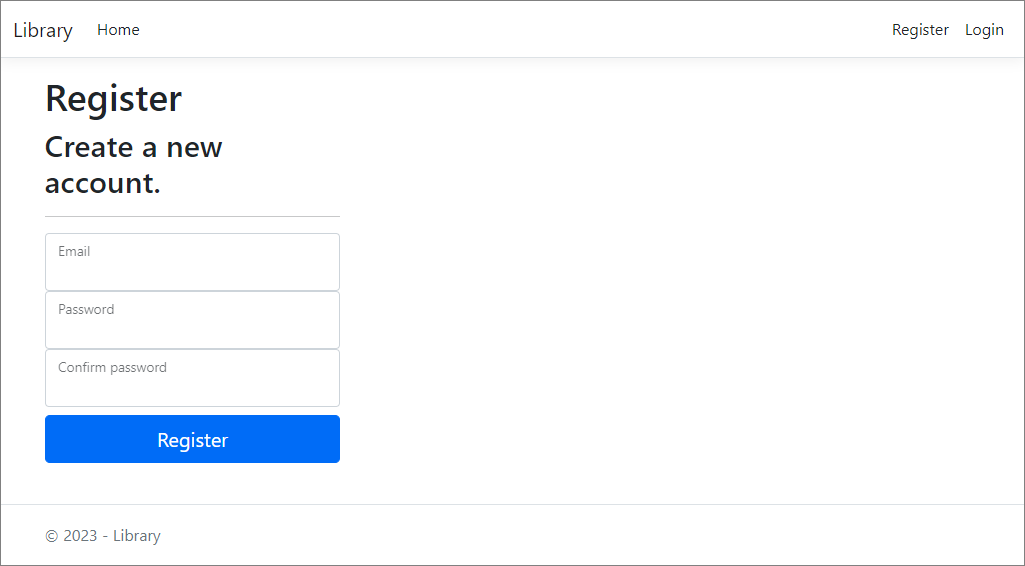 Library Home Register Login
Register
Create a new
account.
Email
Password
Confirm password
Register
© 2023 - Library